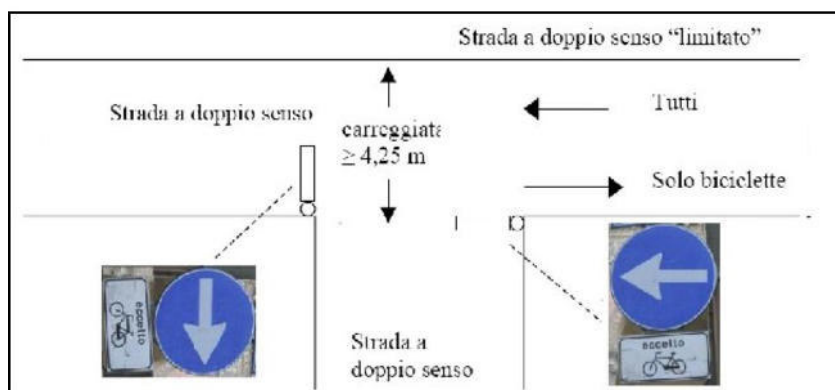 Strada a doppio senso “limitato”
Strada a doppio senso
carreggiata
≥ 4,25 m
Tutti
Solo biciclette
eccetto
eccetto
Strada a
doppio senso